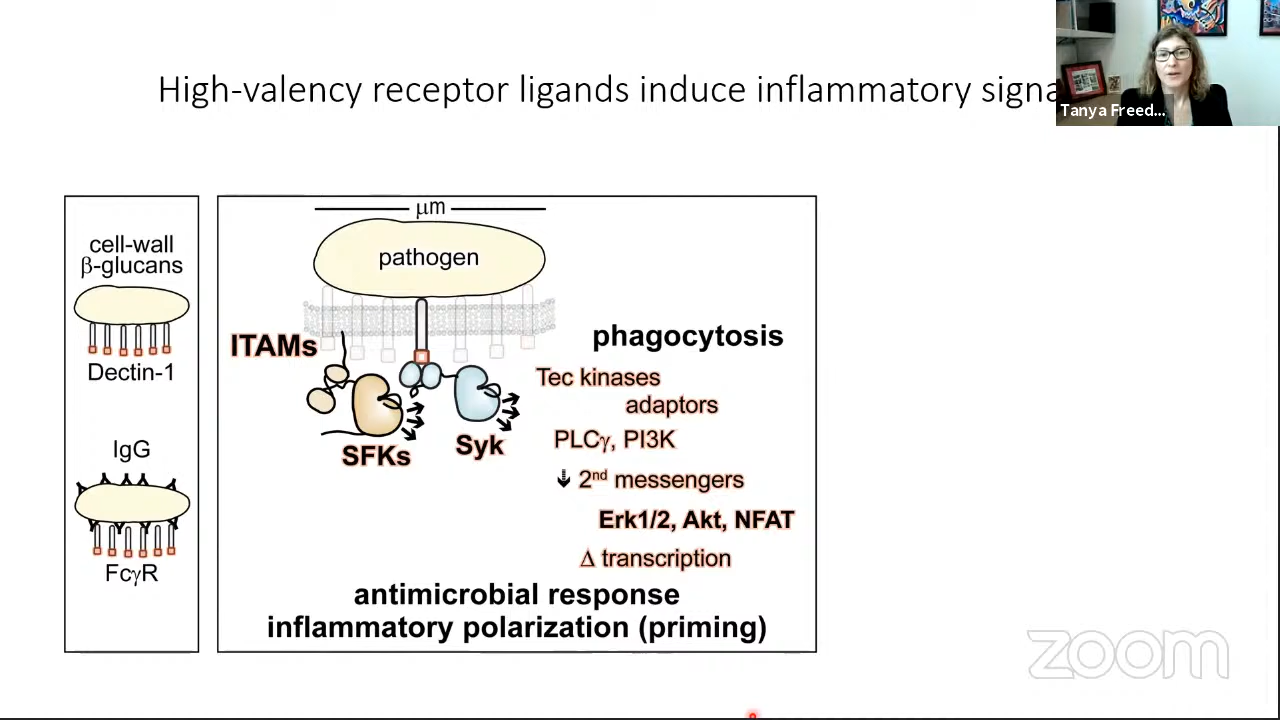 High-valency receptor ligands induce inflammatory signa
Tanya Freed...
cell-wall
β-glucans
Dectin-1
IgG
FcγR
μm
pathogen
ITAMs
SFKs
Syk
phagocytosis
Tec kinases
adaptors
PLCγ, PI3K
2nd messengers
Erk1/2, Akt, NFAT
Δ transcription
antimicrobial response
inflammatory polarization (priming)
zoom